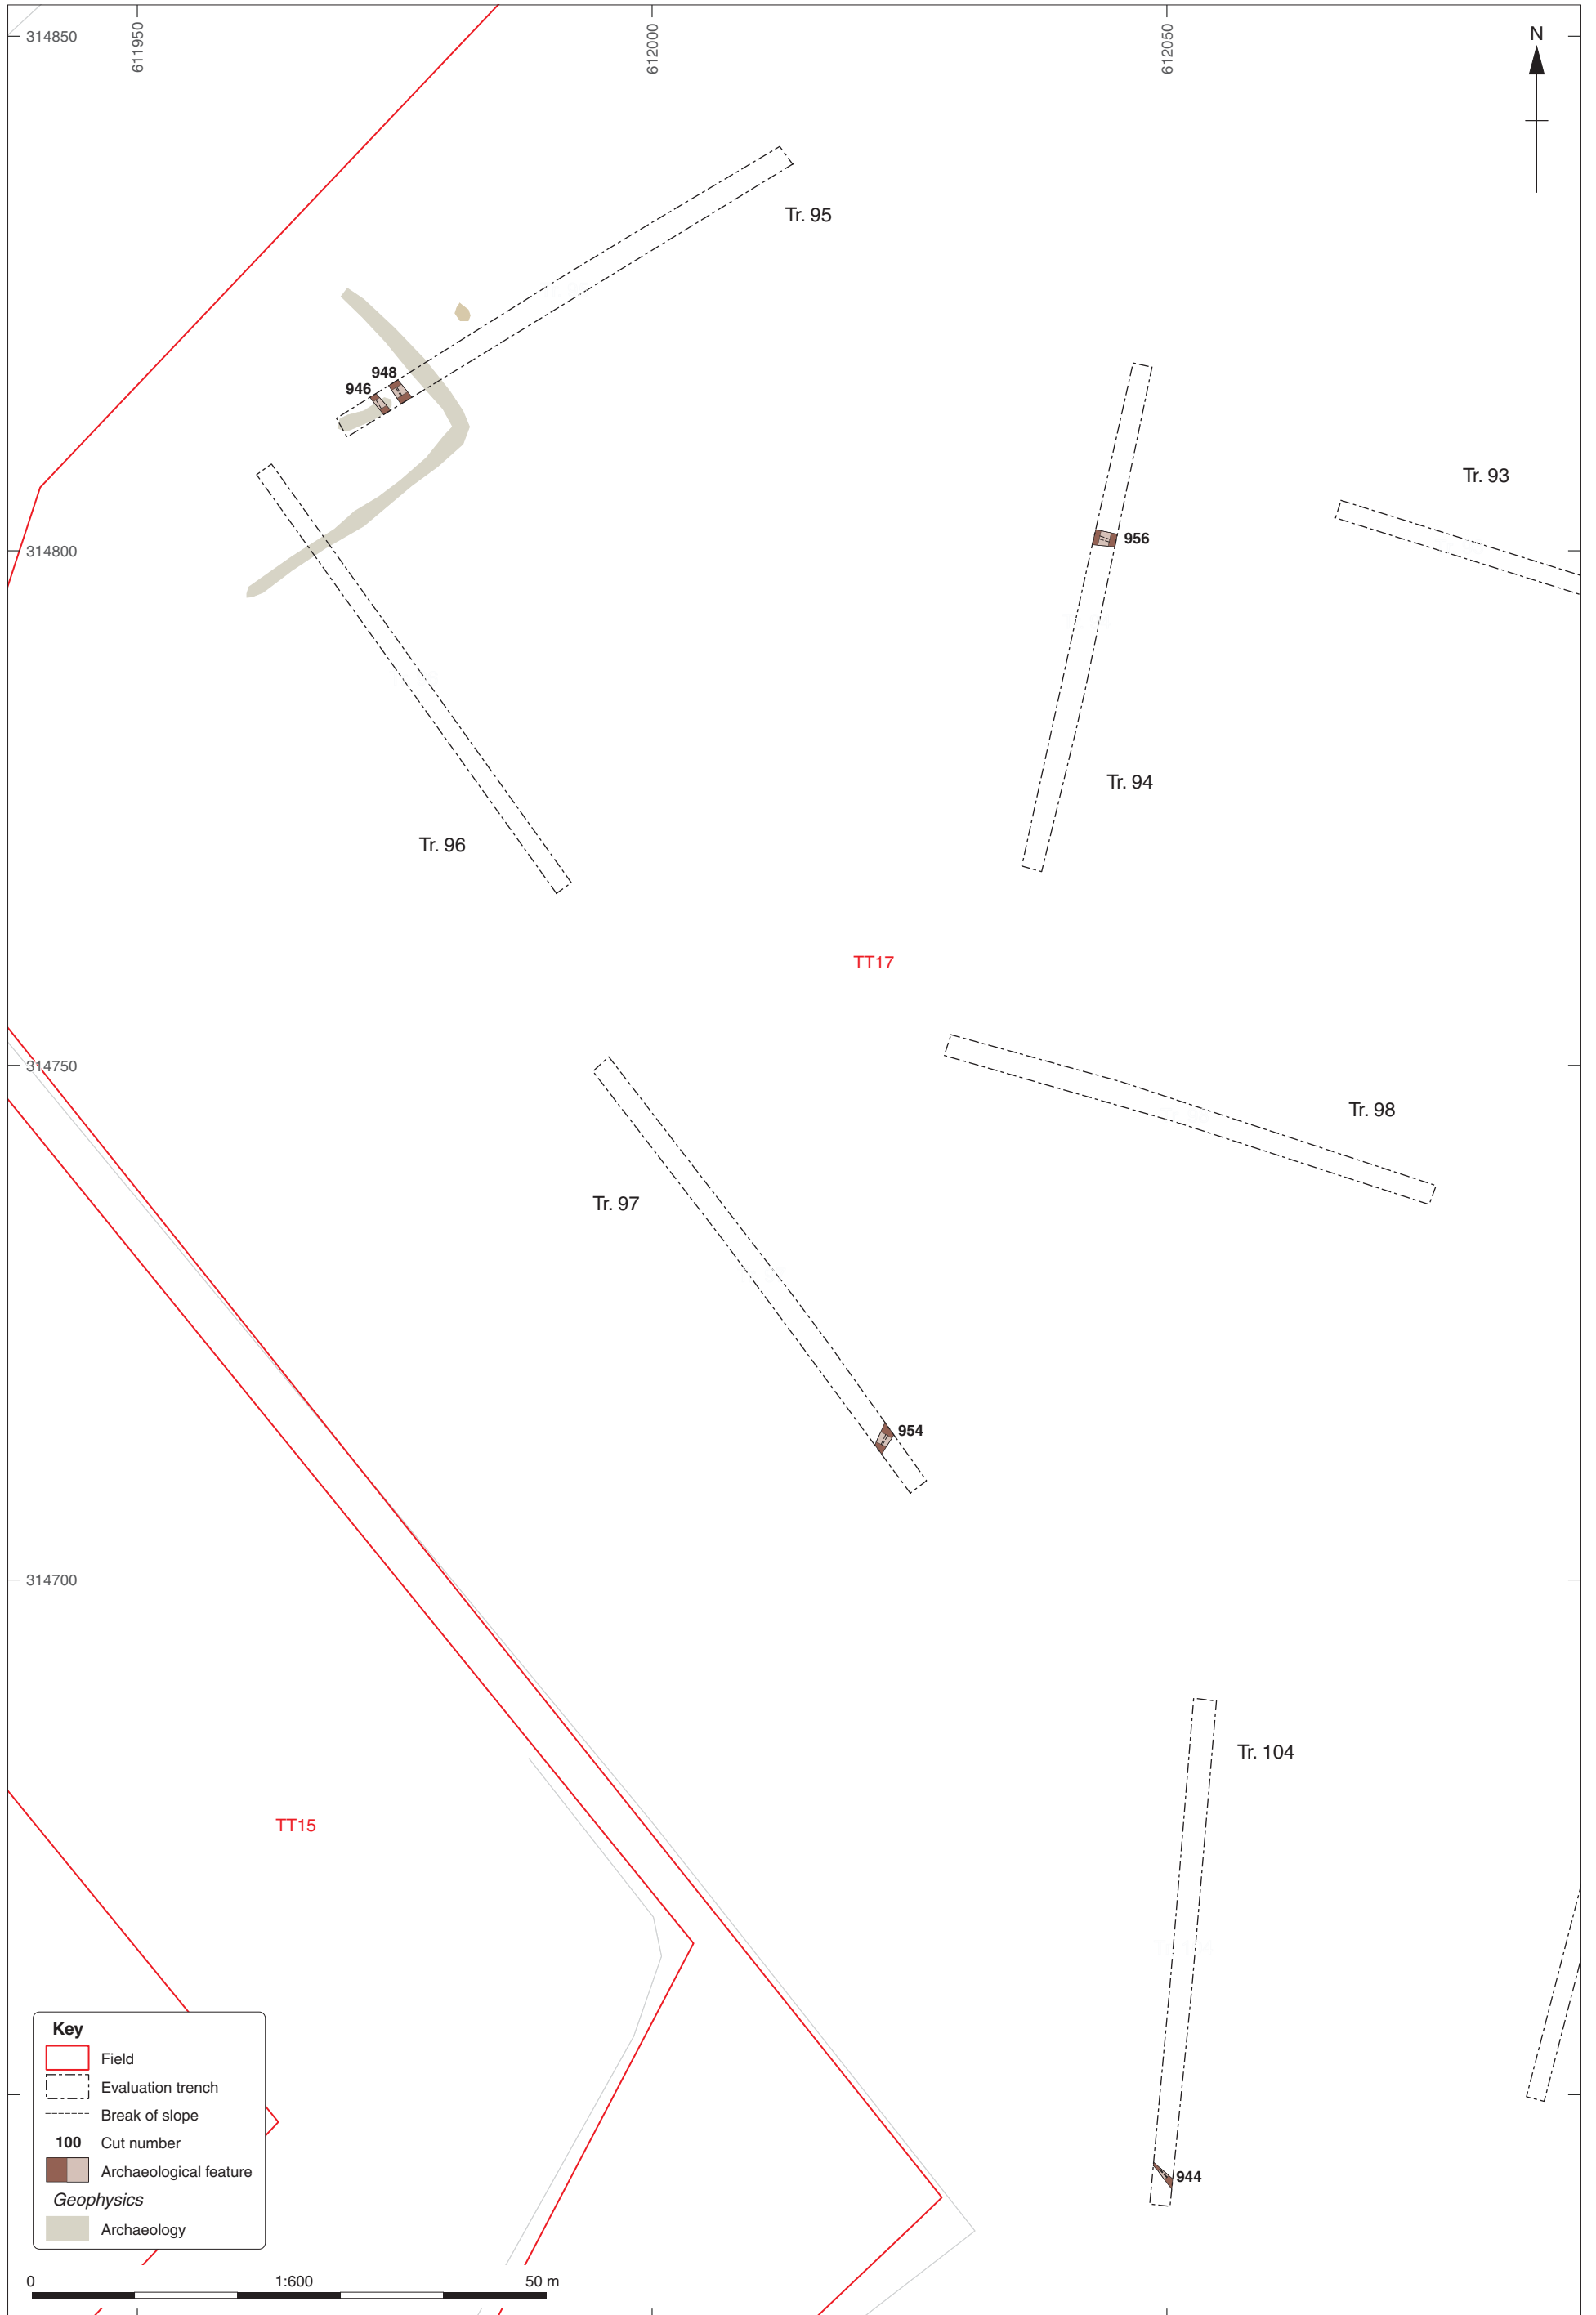 611950
612000
612050
314850
N
Tr. 95
948
946
Tr. 93
956
314800
Tr. 94
Tr. 96
TT17
314750
Tr. 98
Tr. 97
954
314700
Tr. 104
TT15
944
Key
Field
Evaluation trench
Break of slope
100 Cut number
Archaeological feature
Geophysics
Archaeology
0 1:600 50 m